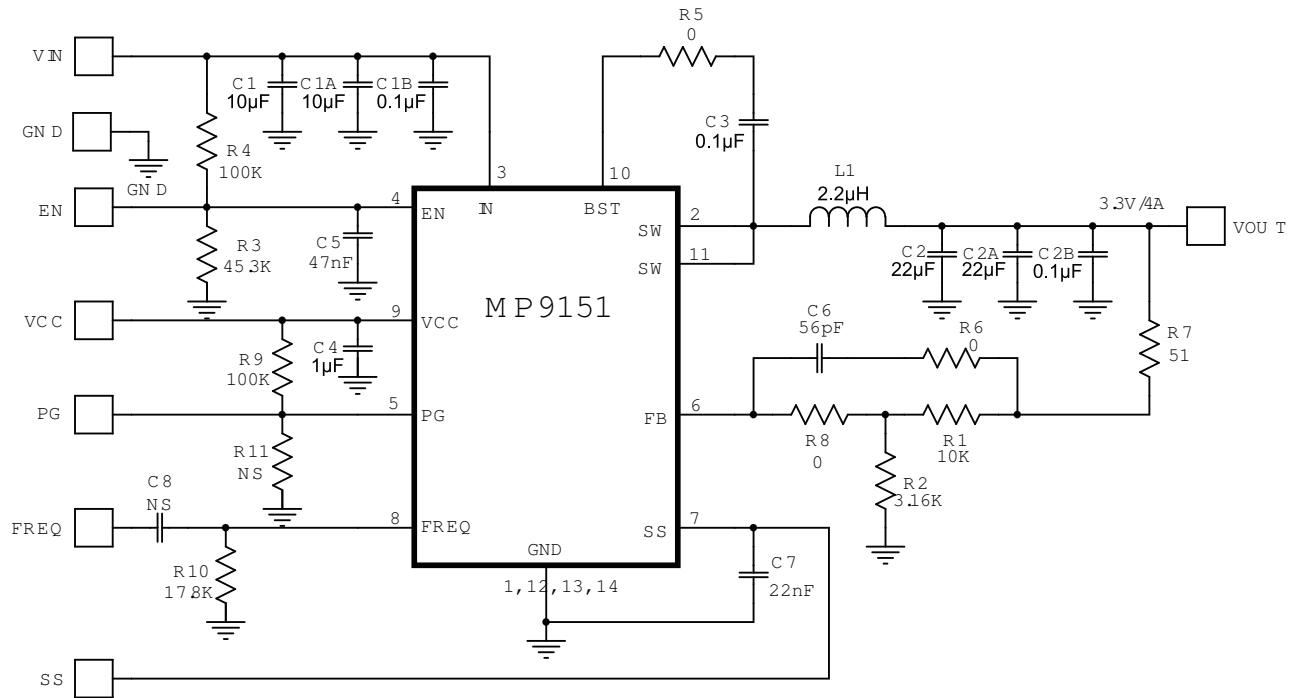 R5
0
VIN
C1
10µF
C1A
10µF
C1B
0.1µF
C3
0.1µF
GND
GND
R4
100K
3
10
L1
2.2µH
3.3V/4A
VOUT
EN
4
EN
IN
BST
SW
2
SW
11
R3
45.3K
C5
47nF
C2
22µF
C2A
22µF
C2B
0.1µF
MP9151
VCC
9
VCC
R9
100K
C4
1µF
C6
56pF
R6
0
R7
51
PG
5
PG
FB
6
R8
0
R1
10K
R11
NS
R2
3.16K
C8
NS
FREQ
8
FREQ
SS
7
GND
1,12,13,14
R10
17.8K
C7
22nF
SS